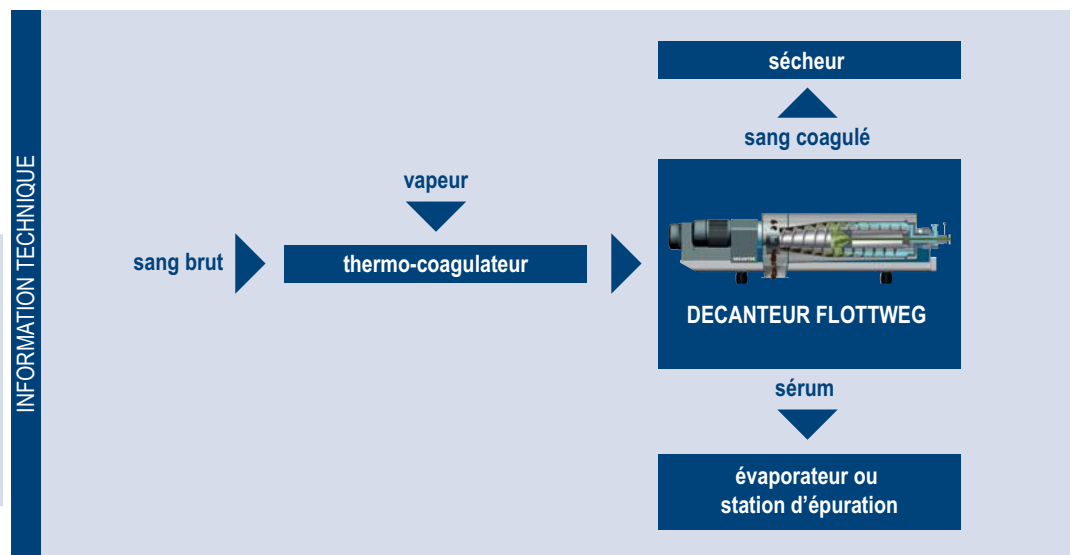 INFORMATION TECHNIQUE
sécheur
sang coagulé
vapeur
sang brut
thermo-coagulateur
DECANTEUR FLOTTWEG
sérum
évaporateur ou
station d'épuration